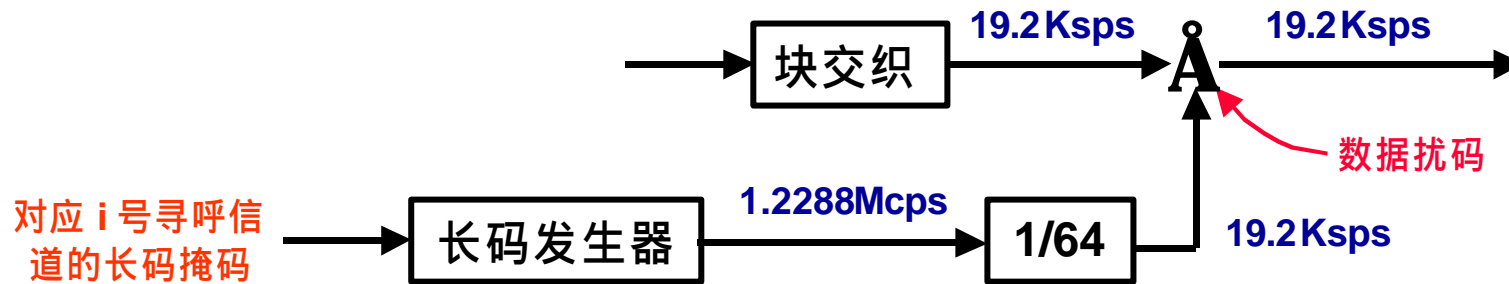 19.2Ksps
19.2Ksps
块交织
Å
数据扰码
1.2288Mcps
对应 i 号寻呼信
道的长码掩码
长码发生器
1/64
19.2Ksps